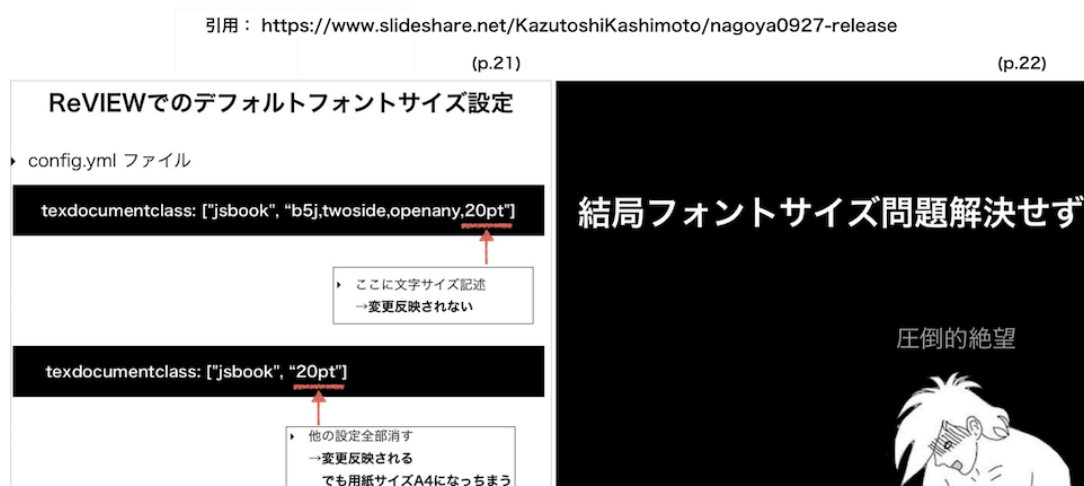 引用： https://www.slideshare.net/KazutoshiKashimoto/nagoya0927-release
(p.21)
ReVIEWでのデフォルトフォントサイズ設定
config.yml ファイル
texdocumentclass: ["jsbook", “b5j,twoside,openany,20pt"]
ここに文字サイズ記述
→変更反映されない
texdocumentclass: ["jsbook", “20pt"]
他の設定全部消す
→変更反映される
でも用紙サイズA4になっちまう
(p.22)
結局フォントサイズ問題解決せず
圧倒的絶望